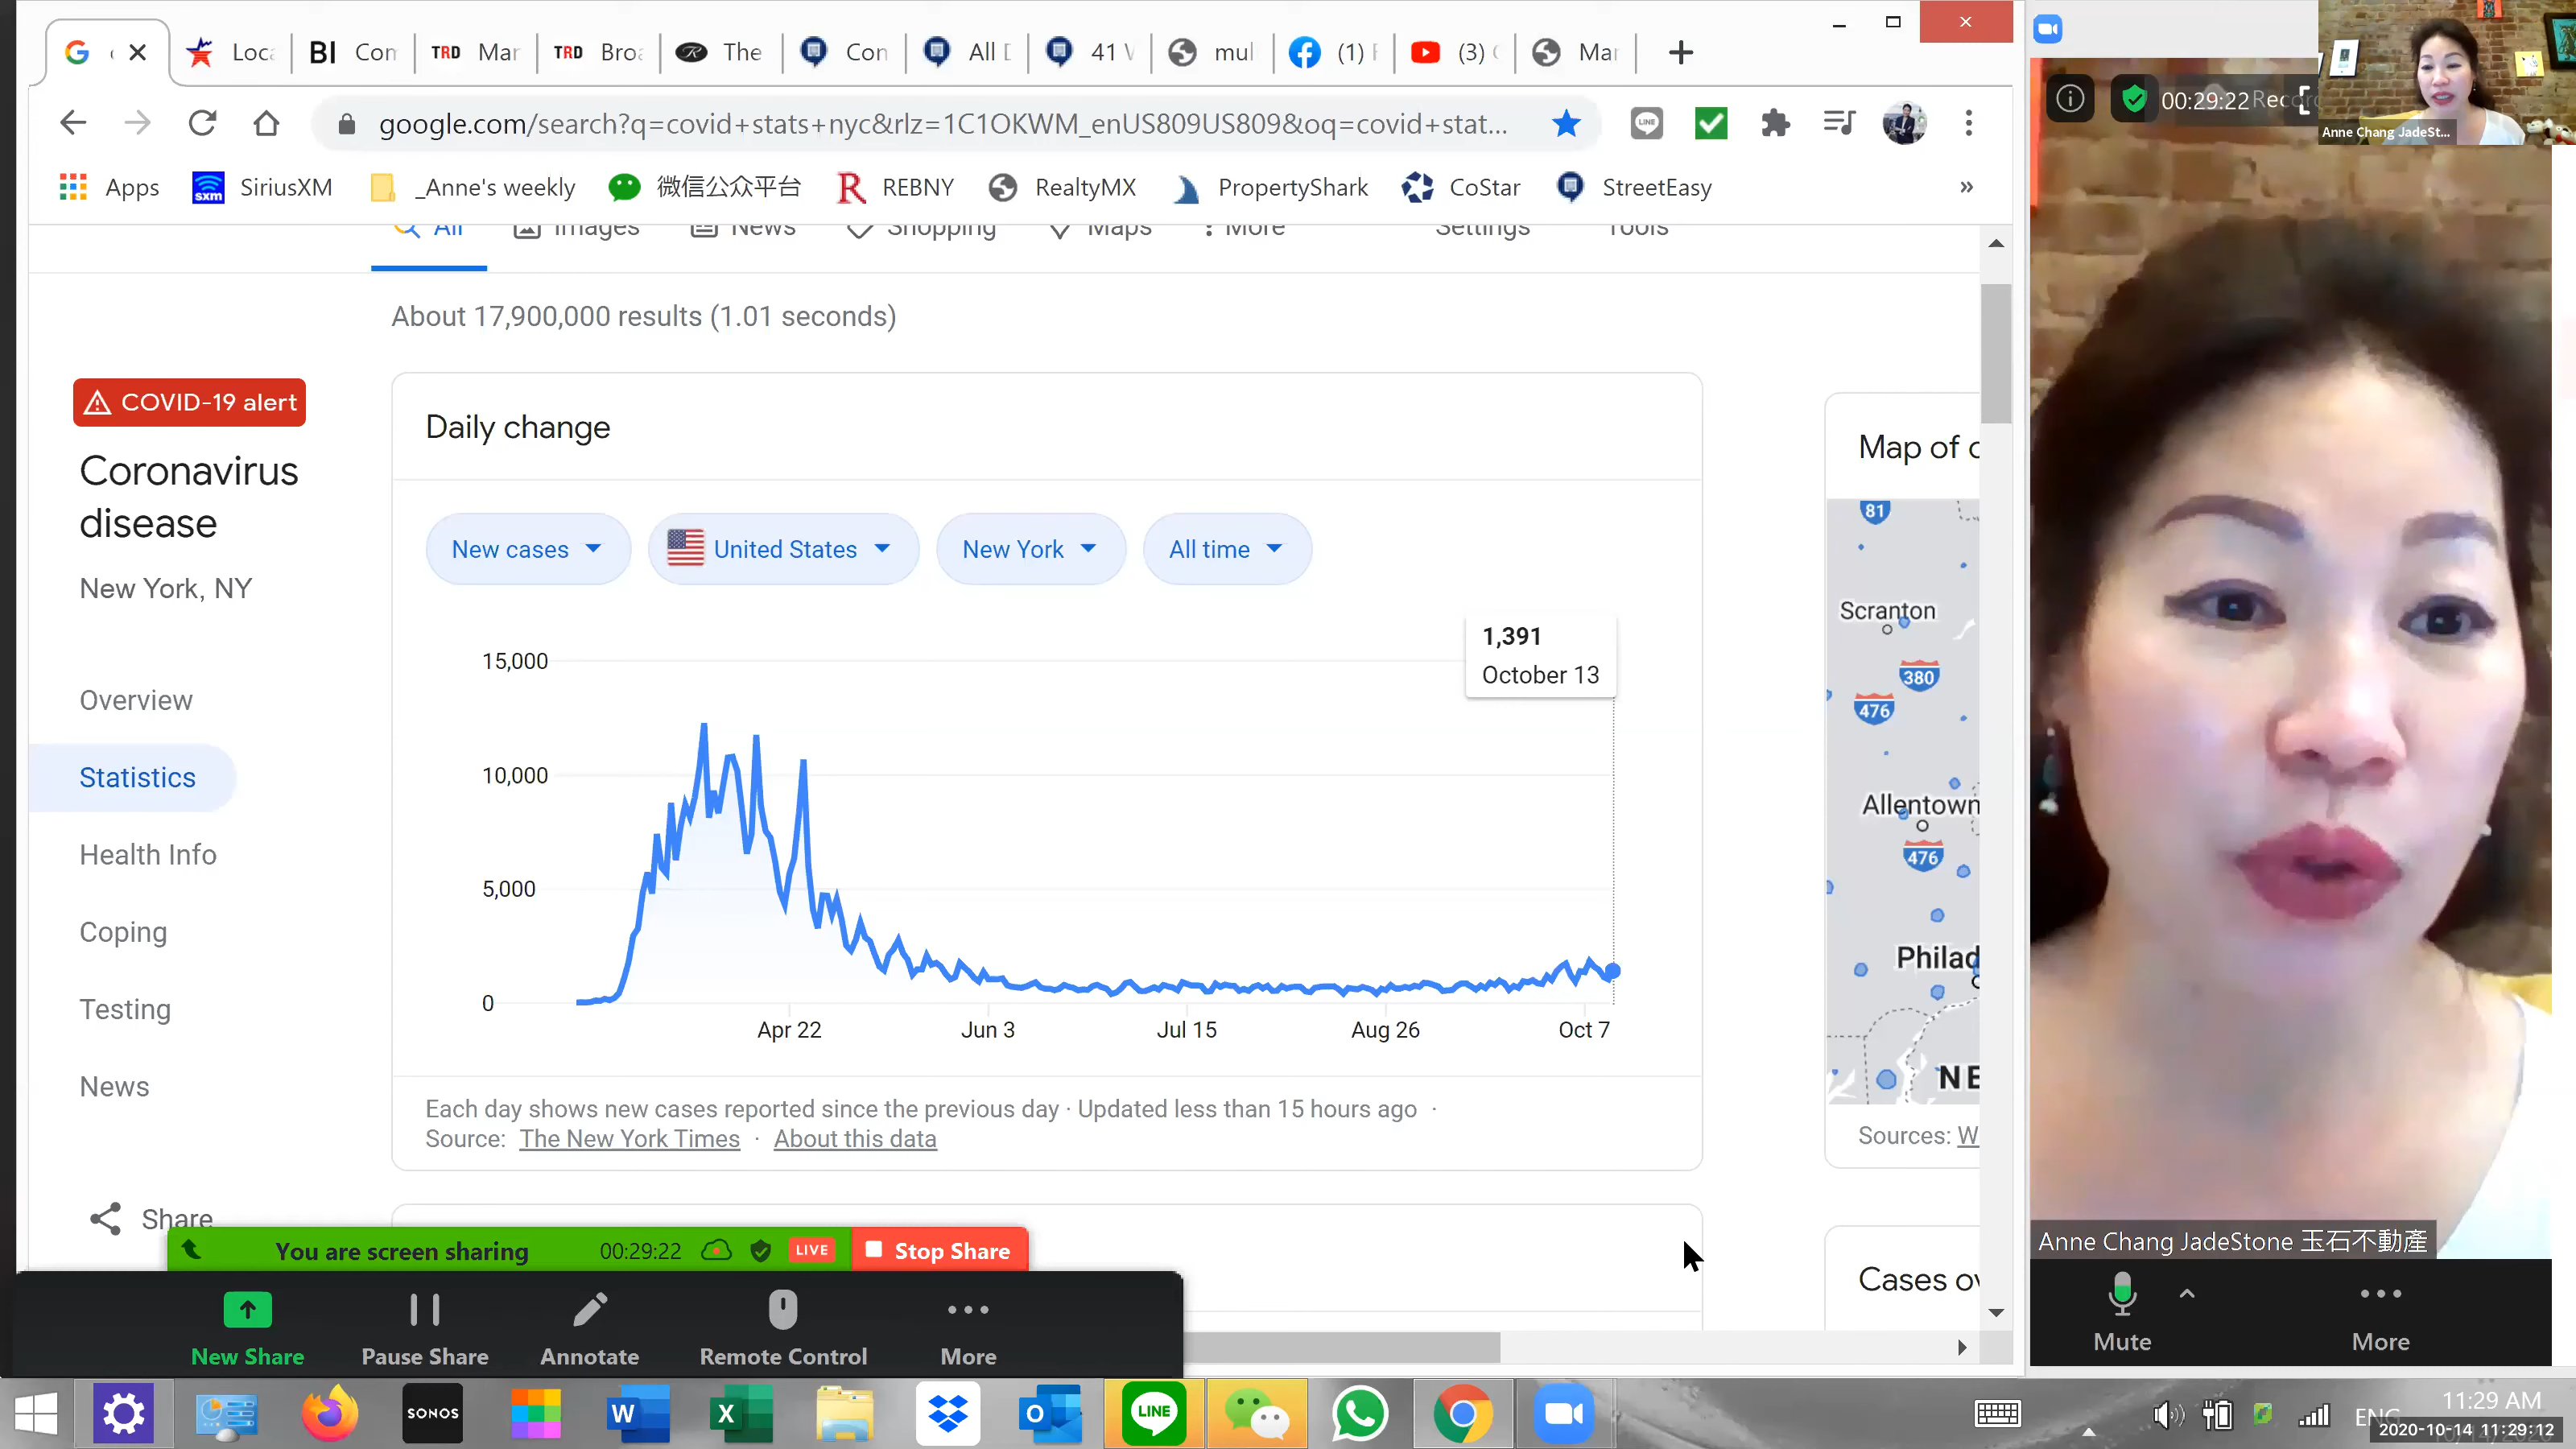 Loca
BI Com
TRD Mar
TRD Broa
The
Con
All D
41 W
mul
(1) F
(3)
Mar
google.com/search?q=covid+stats+nyc&rlz=1C1OKWM_enUS809US809&oq=covid+stat...
LINE
Apps
sxm SiriusXM
_Anne's weekly
微信公众平台
R REBNY
RealtyMX
PropertyShark
CoStar
StreetEasy
»
All Images News Shopping Maps More Settings Tools
About 17,900,000 results (1.01 seconds)
COVID-19 alert
Coronavirus
disease
New York, NY
Overview
Statistics
Health Info
Coping
Testing
News
Share
Daily change
New cases
United States
New York
All time
1,391
October 13
15,000
10,000
5,000
0
Apr 22 Jun 3 Jul 15 Aug 26 Oct 7
Each day shows new cases reported since the previous day · Updated less than 15 hours ago ·
Source: The New York Times · About this data
Map of c
81
Scranton
380
476
Allentown
476
Philad
NE
Sources: W
Cases ov
You are screen sharing 00:29:22 LIVE Stop Share
New Share Pause Share Annotate Remote Control More
00:29:22 Recor
Anne Chang JadeSt...
Anne Chang JadeStone 玉石不動產
Mute More
SONOS
W
X
O
LINE
ENG
11:29 AM
2020-10-14 11:29:12